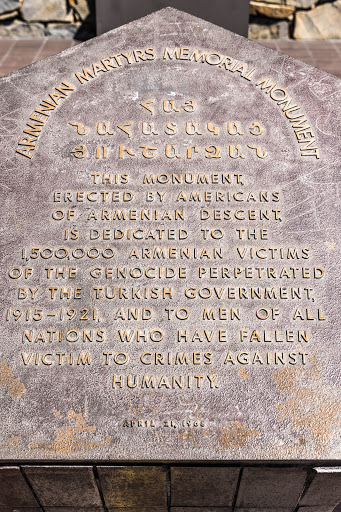 ARMENIAN MARTYRS MEMORIAL MONUMENT
ՀԱՅ
ՆԱՀԱՏԱԿԱՑ
ՅՈՒՇԱՐՁԱՆ
THIS MONUMENT,
ERECTED BY AMERICANS
OF ARMENIAN DESCENT,
IS DEDICATED TO THE
1,500,000 ARMENIAN VICTIMS
OF THE GENOCIDE PERPETRATED
BY THE TURKISH GOVERNMENT,
1915-1921, AND TO MEN OF ALL
NATIONS WHO HAVE FALLEN
VICTIM TO CRIMES AGAINST
HUMANITY.
APRIL 21, 1968